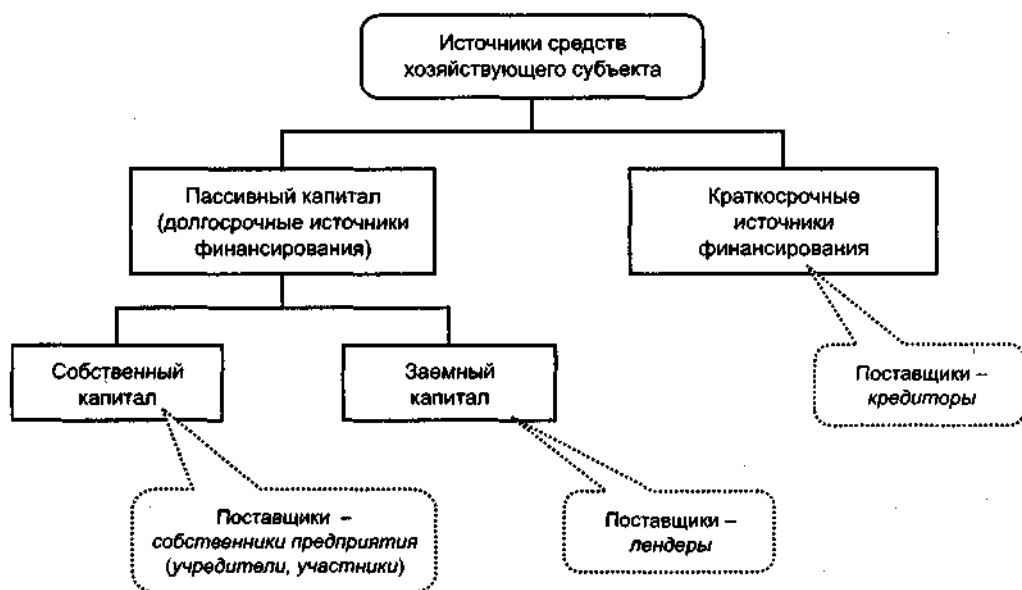 Источники средств
хозяйствующего субъекта
Пассивный капитал
(долгосрочные источники
финансирования)
Краткосрочные
источники
финансирования
Собственный
капитал
Заемный
капитал
Поставщики –
кредиторы
Поставщики –
собственники предприятия
(учредители, участники)
Поставщики –
лендеры